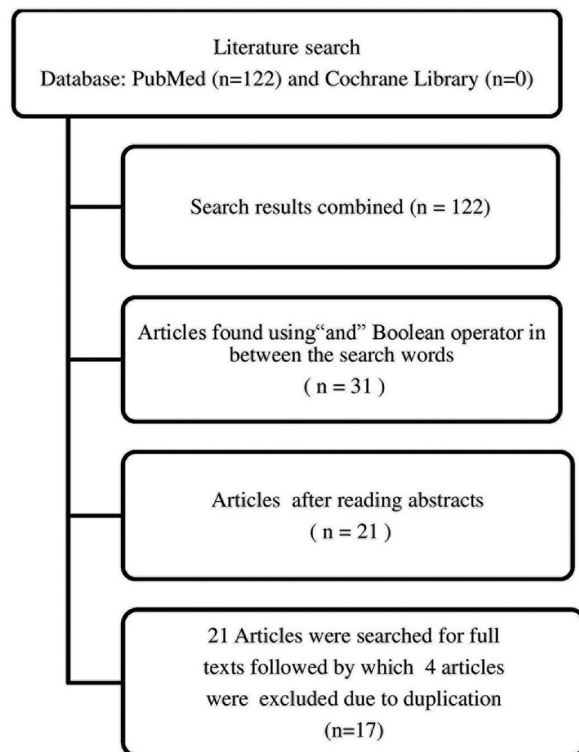 Literature search
Database: PubMed (n=122) and Cochrane Library (n=0)
Search results combined (n = 122)
Articles found using“and” Boolean operator in
between the search words
( n = 31 )
Articles after reading abstracts
( n = 21 )
21 Articles were searched for full
texts followed by which 4 articles
were excluded due to duplication
(n=17)